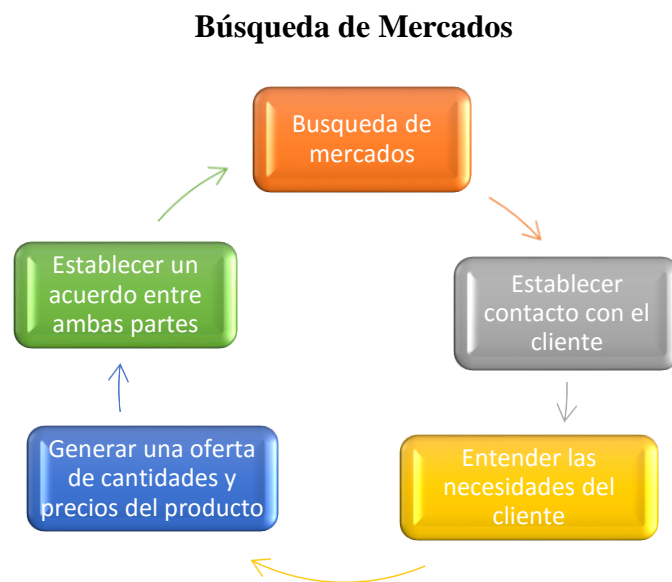 Búsqueda de Mercados
Busqueda de
mercados
Establecer
contacto con el
cliente
Entender las
necesidades del
cliente
Generar una oferta
de cantidades y
precios del producto
Establecer un
acuerdo entre
ambas partes